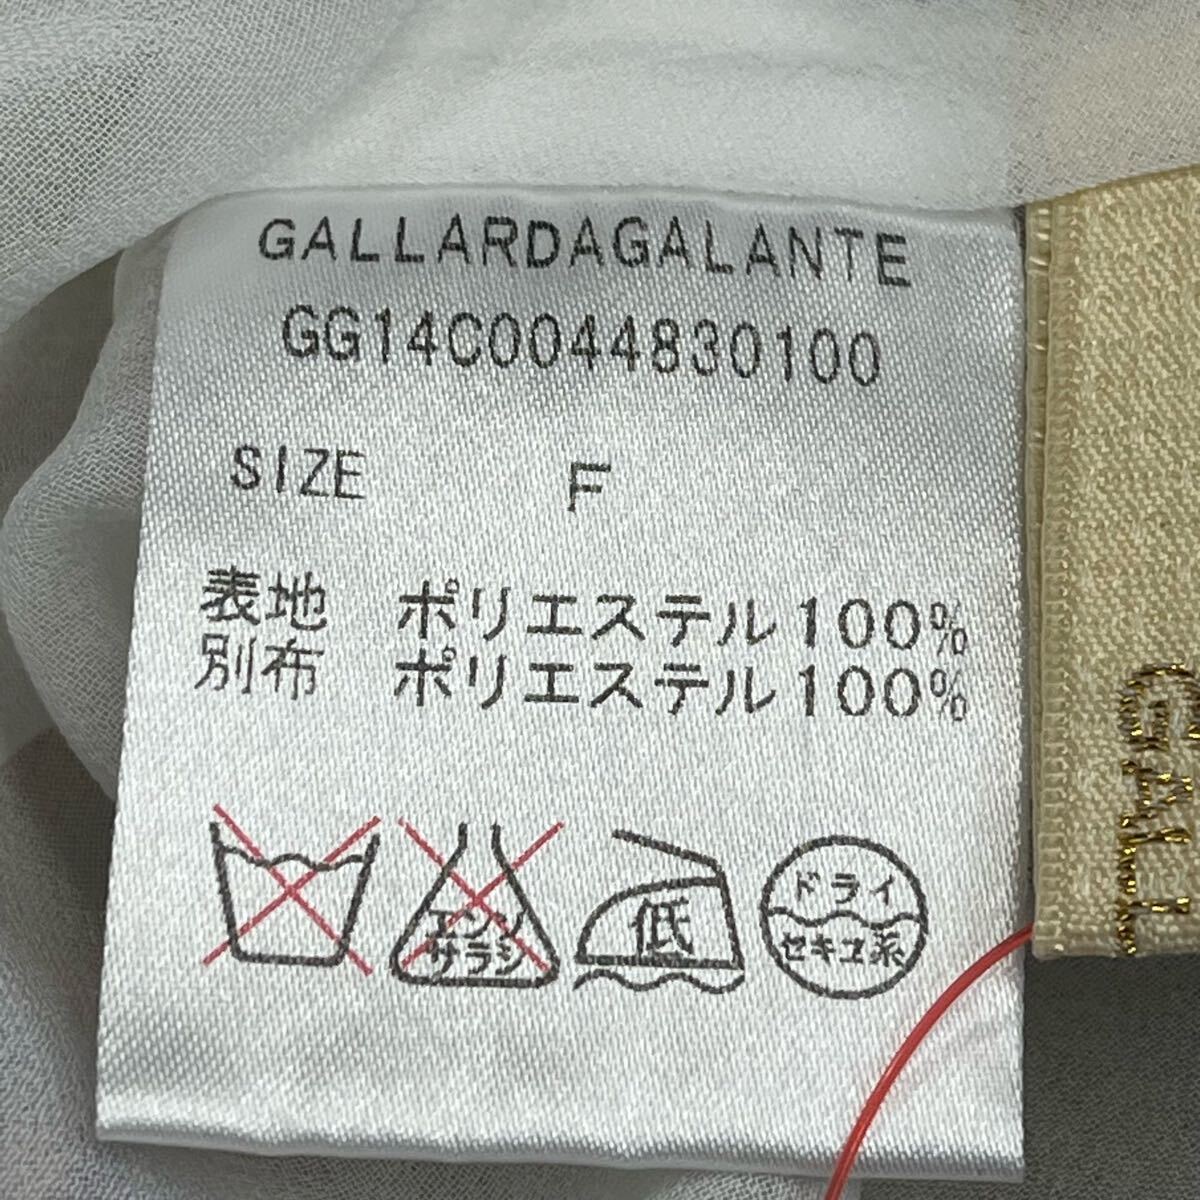 GALLARDAGALANTE
GG14C0044830100
SIZE F
表地 ポリエステル100%
別布 ポリエステル100%
エンソ
サラシ
低
ドライ
セキユ系
GALL